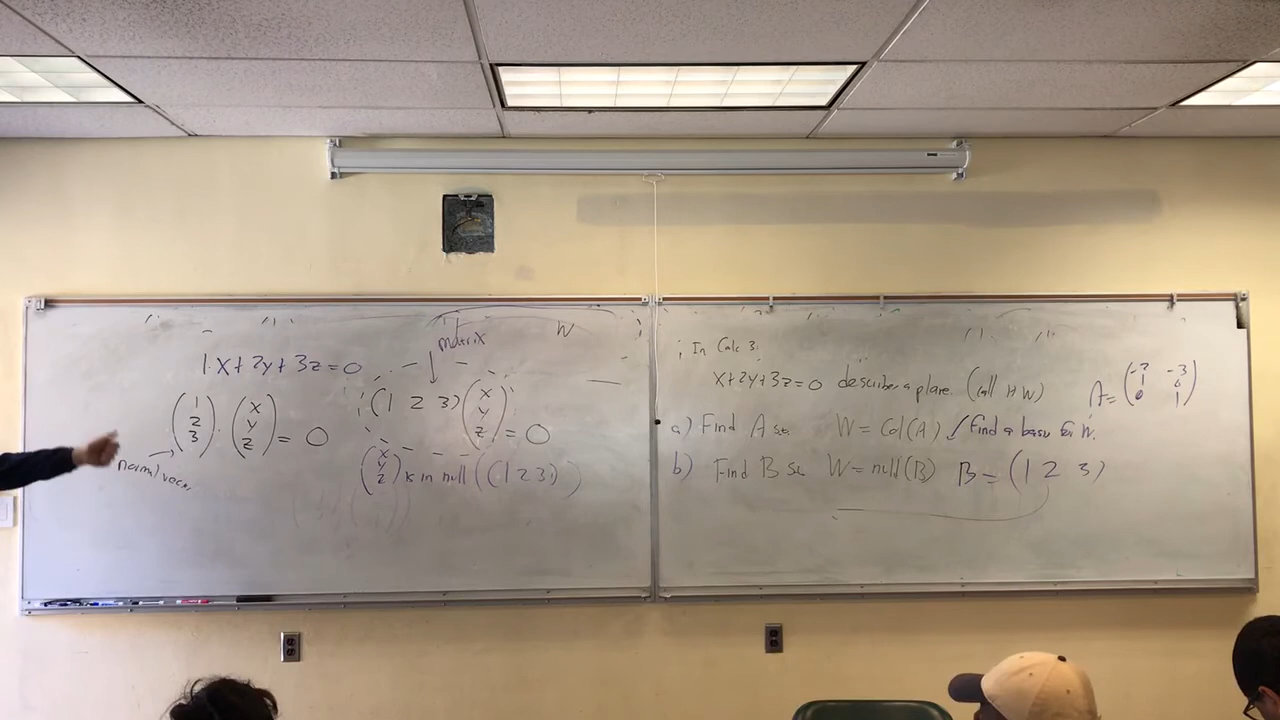 matrix
W
1·x + 2y + 3z = 0
(1 2 3) · (x y z) = 0
(1 2 3)(x y z) = 0
normal vector
(x y z) is in null((1 2 3))
In Calc 3:
x+2y+3z=0 describes a plane. (call it W)
A = (-2 -3
1 0
0 1)
a) Find A s.t. W = Col(A) Find a basis for W.
b) Find B st W = null(B) B = (1 2 3)